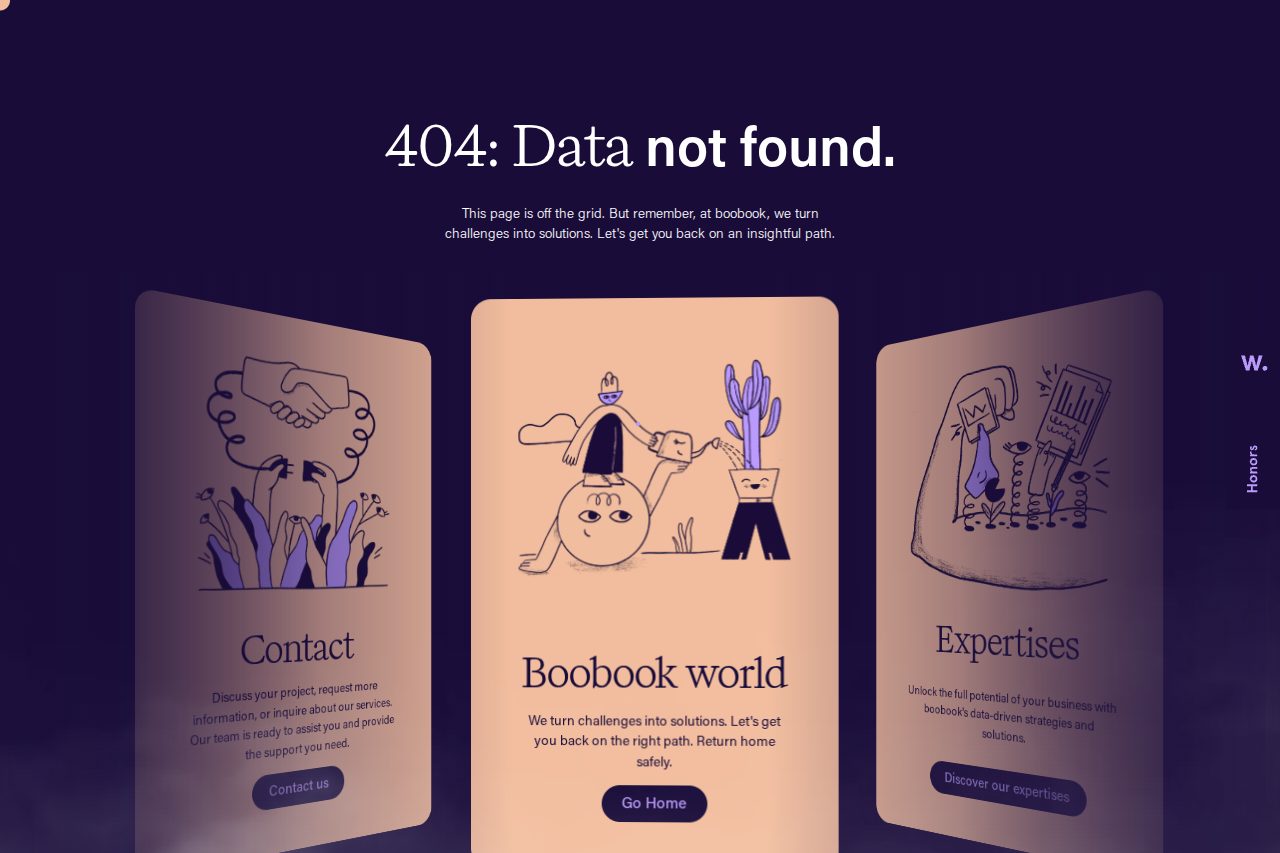 404: Data not found.
This page is off the grid. But remember, at boobook, we turn
challenges into solutions. Let's get you back on an insightful path.
Contact
Discuss your project, request more
information, or inquire about our services.
Our team is ready to assist you and provide
the support you need.
Contact us
Boobook world
We turn challenges into solutions. Let's get
you back on the right path. Return home
safely.
Go Home
Expertises
Unlock the full potential of your business with
boobook's data-driven strategies and
solutions.
Discover our expertises
W.
Honors